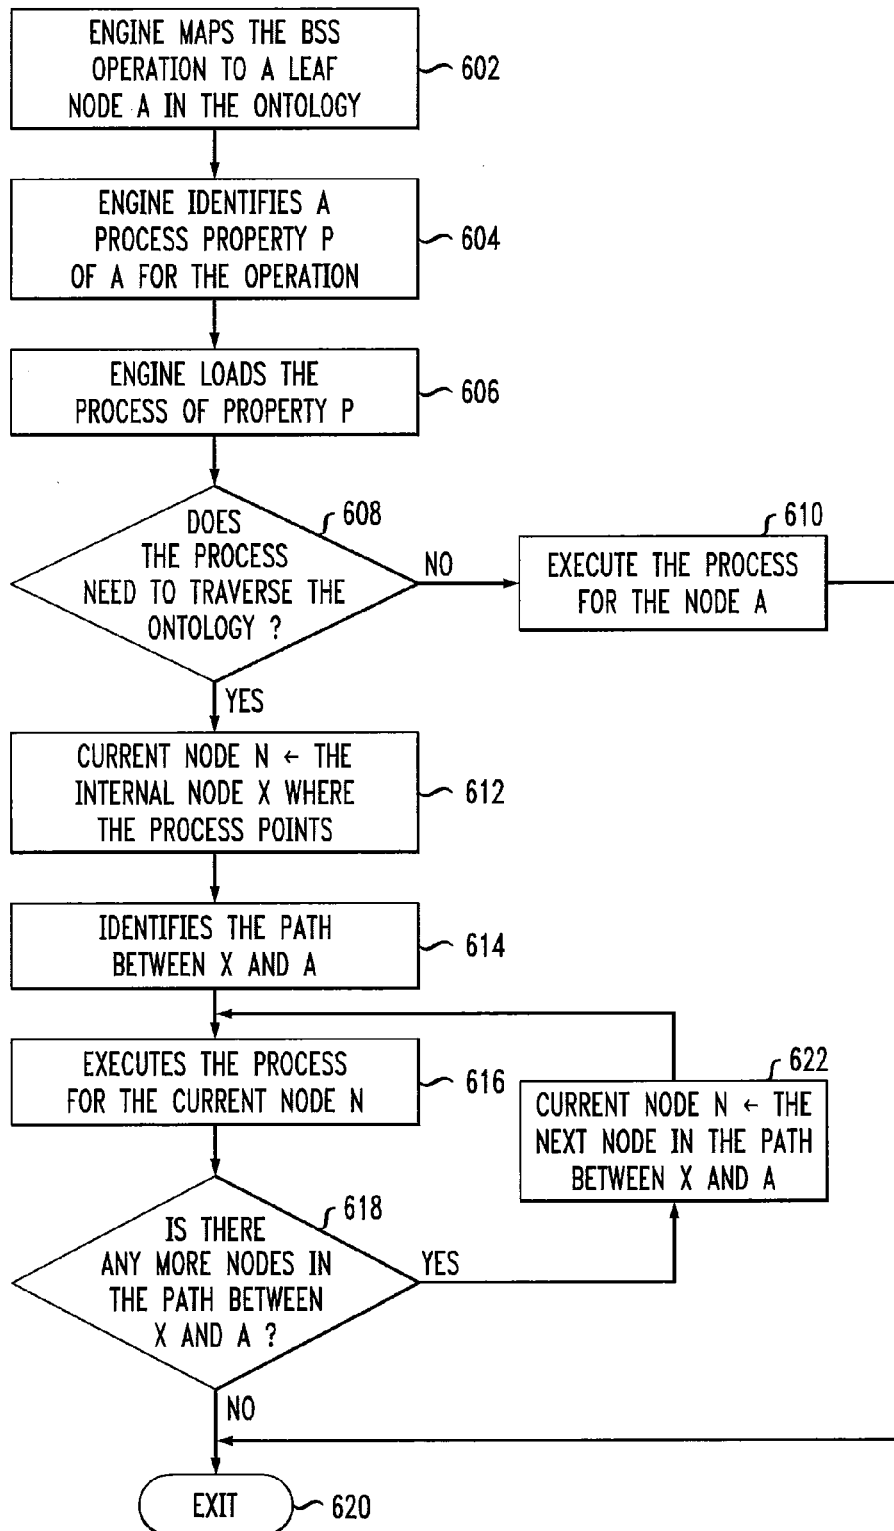 ENGINE MAPS THE BSS
OPERATION TO A LEAF
NODE A IN THE ONTOLOGY
602
ENGINE IDENTIFIES A
PROCESS PROPERTY P
OF A FOR THE OPERATION
604
ENGINE LOADS THE
PROCESS OF PROPERTY P
606
DOES
THE PROCESS
NEED TO TRAVERSE THE
ONTOLOGY ?
608
NO
610
EXECUTE THE PROCESS
FOR THE NODE A
YES
CURRENT NODE N ← THE
INTERNAL NODE X WHERE
THE PROCESS POINTS
612
IDENTIFIES THE PATH
BETWEEN X AND A
614
EXECUTES THE PROCESS
FOR THE CURRENT NODE N
616
622
CURRENT NODE N ← THE
NEXT NODE IN THE PATH
BETWEEN X AND A
IS THERE
ANY MORE NODES IN
THE PATH BETWEEN
X AND A ?
618
YES
NO
EXIT
620